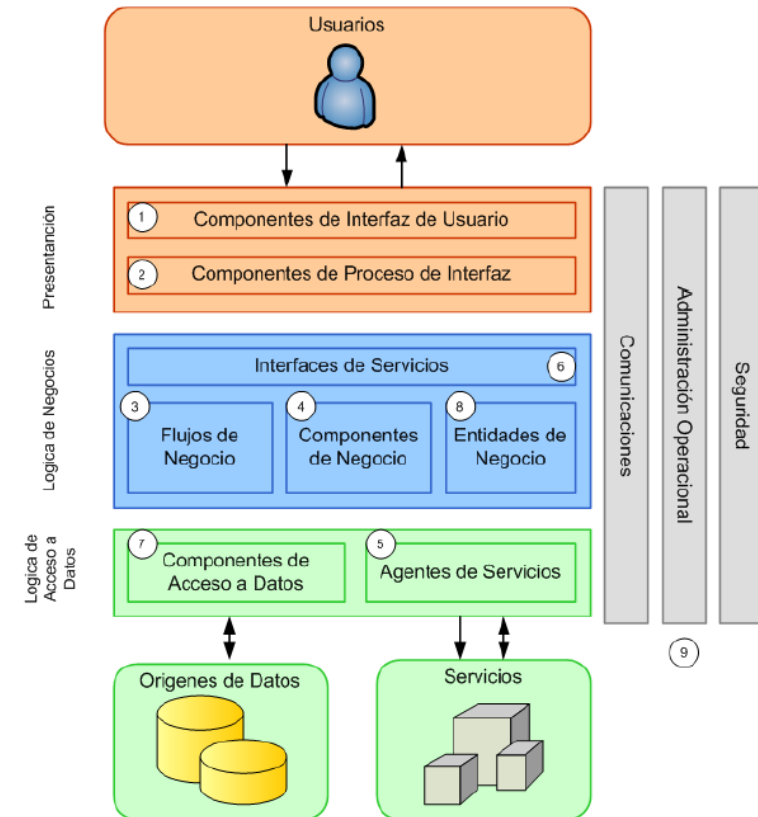 Usuarios
Presentanción
1
Componentes de Interfaz de Usuario
2
Componentes de Proceso de Interfaz
Logica de Negocios
Interfaces de Servicios
6
3
Flujos de
Negocio
4
Componentes
de Negocio
8
Entidades de
Negocio
Logica de
Acceso a
Datos
7
Componentes de
Acceso a Datos
5
Agentes de Servicios
Origenes de Datos
Servicios
Comunicaciones
Administración Operacional
Seguridad
9